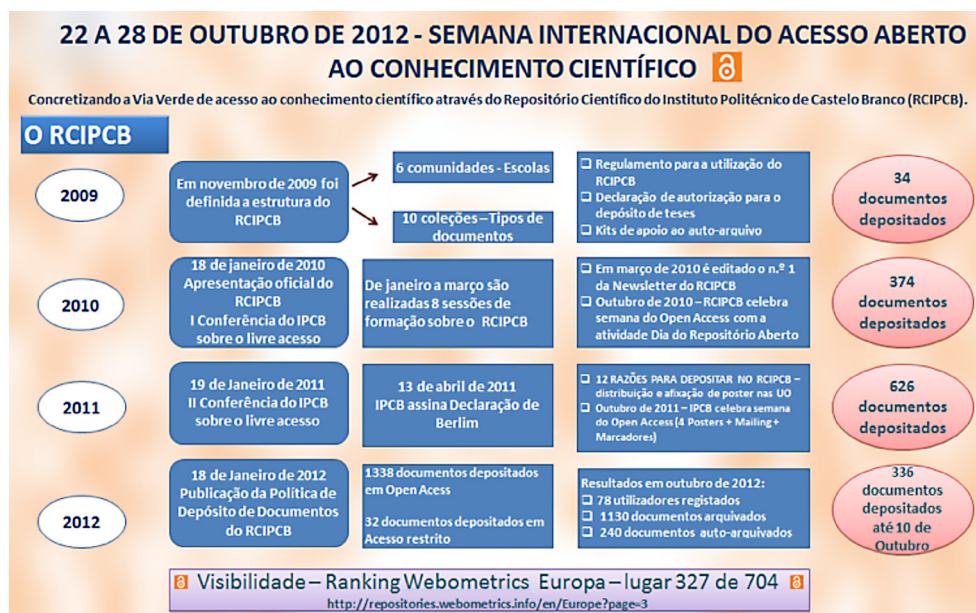 22 A 28 DE OUTUBRO DE 2012 - SEMANA INTERNACIONAL DO ACESSO ABERTO
AO CONHECIMENTO CIENTÍFICO
Concretizando a Via Verde de acesso ao conhecimento científico através do Repositório Científico do Instituto Politécnico de Castelo Branco (RCIPCB).
O RCIPCB
2009
Em novembro de 2009 foi
definida a estrutura do
RCIPCB
6 comunidades - Escolas
10 coleções – Tipos de
documentos
❑ Regulamento para a utilização do
RCIPCB
❑ Declaração de autorização para o
depósito de teses
❑ Kits de apoio ao auto-arquivo
34
documentos
depositados
2010
18 de janeiro de 2010
Apresentação oficial do
RCIPCB
I Conferência do IPCB
sobre o livre acesso
De janeiro a março são
realizadas 8 sessões de
formação sobre o RCIPCB
❑ Em março de 2010 é editado o n.º 1
da Newsletter do RCIPCB
❑ Outubro de 2010 – RCIPCB celebra
semana do Open Access com a
atividade Dia do Repositório Aberto
374
documentos
depositados
2011
19 de Janeiro de 2011
II Conferência do IPCB
sobre o livre acesso
13 de abril de 2011
IPCB assina Declaração de
Berlim
❑ 12 RAZÕES PARA DEPOSITAR NO RCIPCB –
distribuição e afixação de poster nas UO
❑ Outubro de 2011 – IPCB celebra semana
do Open Access (4 Posters + Mailing +
Marcadores)
626
documentos
depositados
2012
18 de Janeiro de 2012
Publicação da Política de
Depósito de Documentos
do RCIPCB
1338 documentos depositados
em Open Acess
32 documentos depositados em
Acesso restrito
Resultados em outubro de 2012:
❑ 78 utilizadores registados
❑ 1130 documentos arquivados
❑ 240 documentos auto-arquivados
336
documentos
depositados
até 10 de
Outubro
Visibilidade – Ranking Webometrics Europa – lugar 327 de 704
http://repositories.webometrics.info/en/Europe?page=3